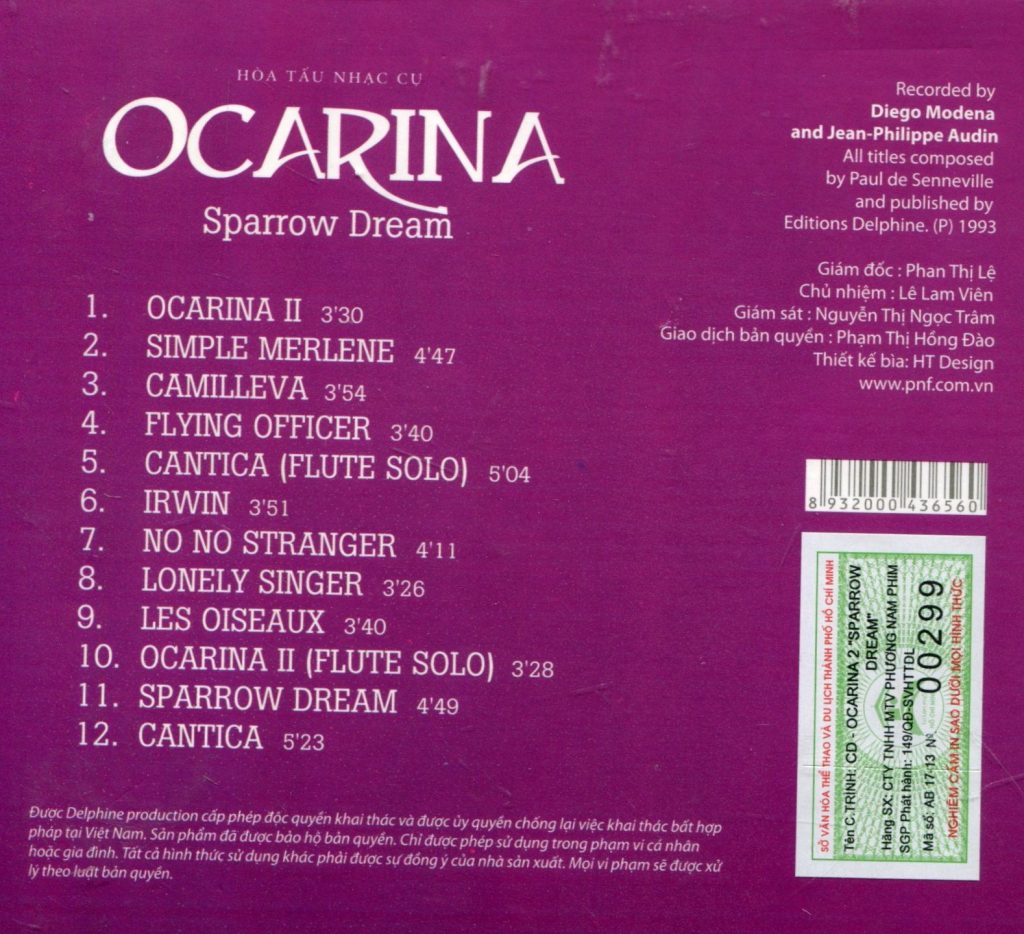 HÒA TẤU NHẠC CỤ
OCARINA
Sparrow Dream
1. OCARINA II 3'30
2. SIMPLE MERLENE 4'47
3. CAMILLEVA 3'54
4. FLYING OFFICER 3'40
5. CANTICA (FLUTE SOLO) 5'04
6. IRWIN 3'51
7. NO NO STRANGER 4'11
8. LONELY SINGER 3'26
9. LES OISEAUX 3'40
10. OCARINA II (FLUTE SOLO) 3'28
11. SPARROW DREAM 4'49
12. CANTICA 5'23
Recorded by
Diego Modena
and Jean-Philippe Audin
All titles composed
by Paul de Senneville
and published by
Editions Delphine. (P) 1993
Giám đốc : Phan Thị Lệ
Chủ nhiệm : Lê Lam Viên
Giám sát : Nguyễn Thị Ngọc Trâm
Giao dịch bản quyền : Phạm Thị Hồng Đào
Thiết kế bìa: HT Design
www.pnf.com.vn
8 932000 436560
SỞ VĂN HÓA THỂ THAO VÀ DU LỊCH THÀNH PHỐ HỒ CHÍ MINH
Tên C.TRÌNH: CD - OCARINA 2 "SPARROW
DREAM"
Hãng SX: CTY TNHH MTV PHƯƠNG NAM PHIM
SGP Phát hành: 149/QĐ-SVHTTDL
Mã số: AB 17 13 Nº 00299
NGHIÊM CẤM IN SAO DƯỚI MỌI HÌNH THỨC
Được Delphine production cấp phép độc quyền khai thác và được ủy quyền chống lại việc khai thác bất hợp
pháp tại Việt Nam. Sản phẩm đã được bảo hộ bản quyền. Chỉ được phép sử dụng trong phạm vi cá nhân
hoặc gia đình. Tất cả hình thức sử dụng khác phải được sự đồng ý của nhà sản xuất. Mọi vi phạm sẽ được xử
lý theo luật bản quyền.